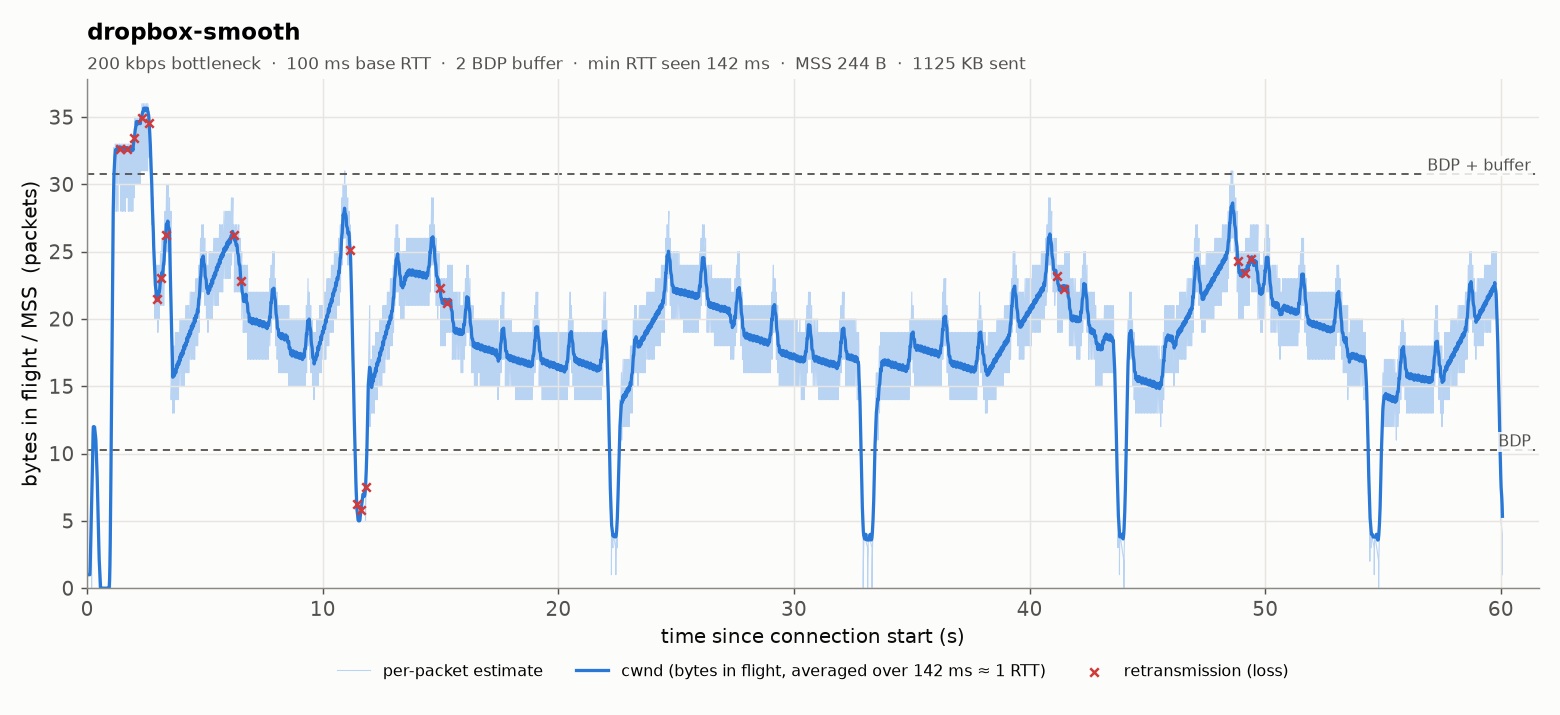 dropbox-smooth
200 kbps bottleneck · 100 ms base RTT · 2 BDP buffer · min RTT seen 142 ms · MSS 244 B · 1125 KB sent
bytes in flight / MSS (packets)
35
30
25
20
15
10
5
0
BDP + buffer
BDP
0 10 20 30 40 50 60
time since connection start (s)
per-packet estimate cwnd (bytes in flight, averaged over 142 ms ≈ 1 RTT) retransmission (loss)